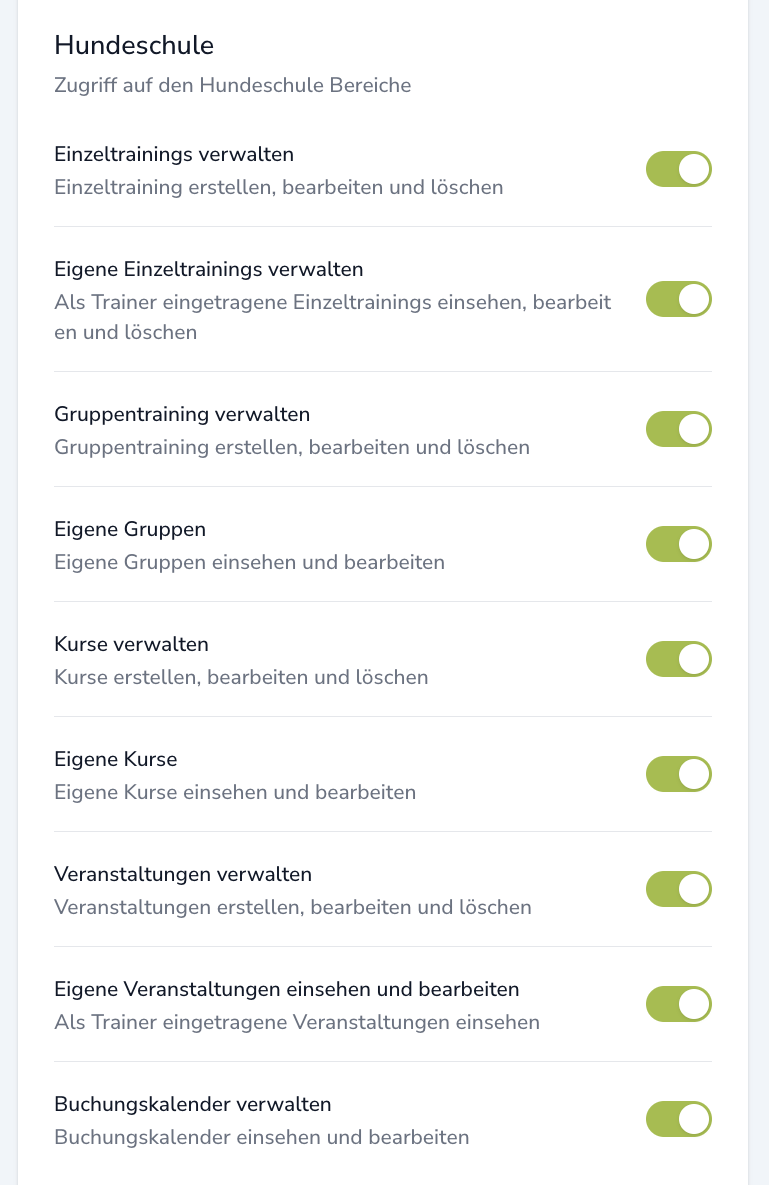 Hundeschule
Zugriff auf den Hundeschule Bereiche
Einzeltrainings verwalten
Einzeltraining erstellen, bearbeiten und löschen
Eigene Einzeltrainings verwalten
Als Trainer eingetragene Einzeltrainings einsehen, bearbeit
en und löschen
Gruppentraining verwalten
Gruppentraining erstellen, bearbeiten und löschen
Eigene Gruppen
Eigene Gruppen einsehen und bearbeiten
Kurse verwalten
Kurse erstellen, bearbeiten und löschen
Eigene Kurse
Eigene Kurse einsehen und bearbeiten
Veranstaltungen verwalten
Veranstaltungen erstellen, bearbeiten und löschen
Eigene Veranstaltungen einsehen und bearbeiten
Als Trainer eingetragene Veranstaltungen einsehen
Buchungskalender verwalten
Buchungskalender einsehen und bearbeiten